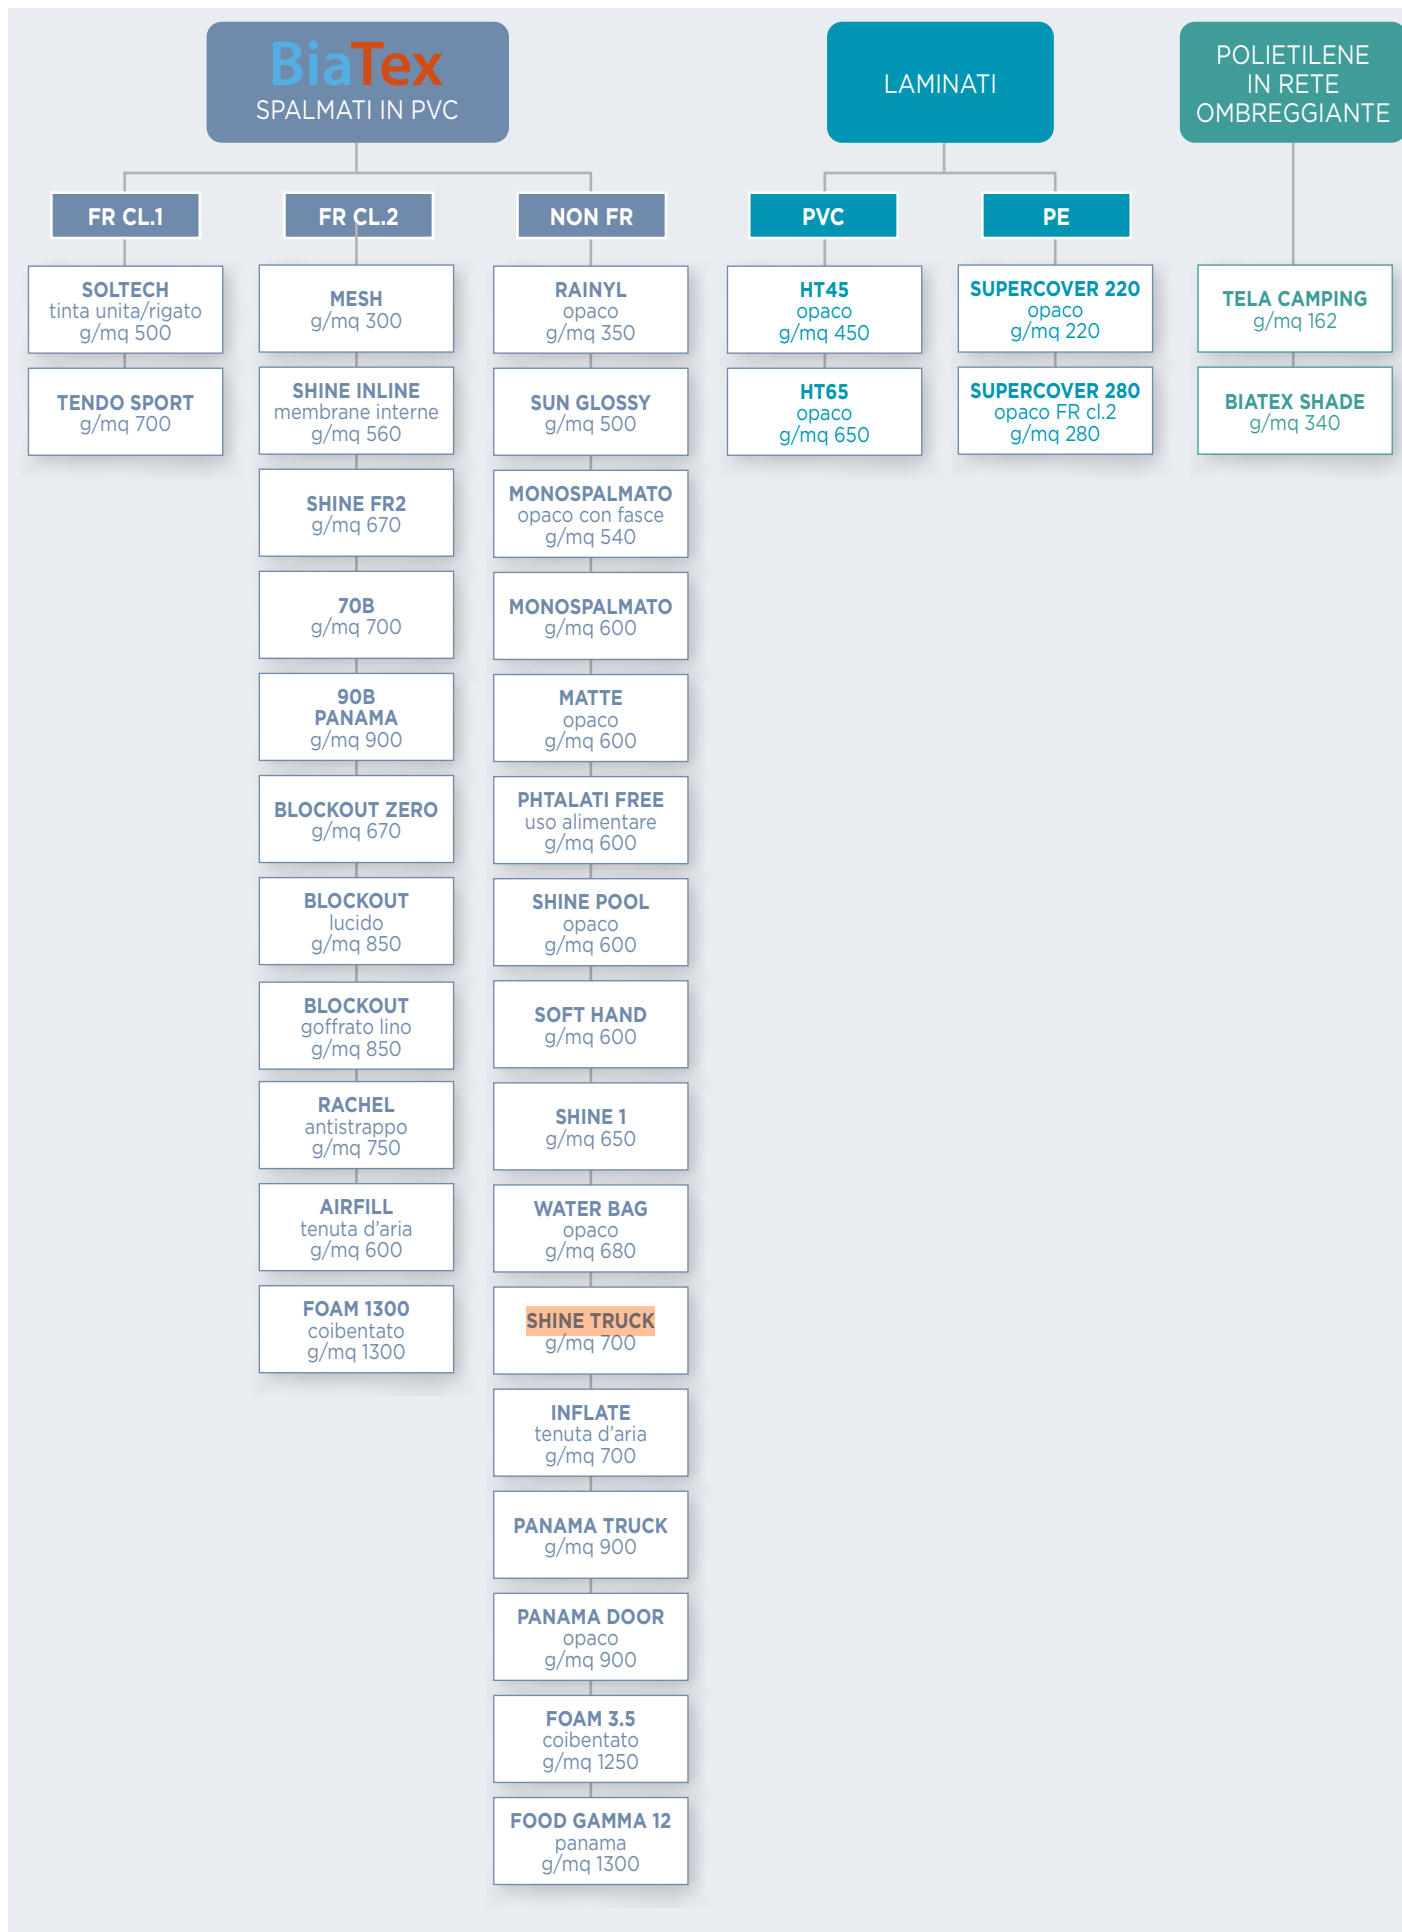 BiaTex
SPALMATI IN PVC
FR CL.1
SOLTECH
tinta unita/rigato
g/mq 500
TENDO SPORT
g/mq 700
FR CL.2
MESH
g/mq 300
SHINE INLINE
membrane interne
g/mq 560
SHINE FR2
g/mq 670
70B
g/mq 700
90B
PANAMA
g/mq 900
BLOCKOUT ZERO
g/mq 670
BLOCKOUT
lucido
g/mq 850
BLOCKOUT
goffrato lino
g/mq 850
RACHEL
antistrappo
g/mq 750
AIRFILL
tenuta d'aria
g/mq 600
FOAM 1300
coibentato
g/mq 1300
NON FR
RAINYL
opaco
g/mq 350
SUN GLOSSY
g/mq 500
MONOSPALMATO
opaco con fasce
g/mq 540
MONOSPALMATO
g/mq 600
MATTE
opaco
g/mq 600
PHTALATI FREE
uso alimentare
g/mq 600
SHINE POOL
opaco
g/mq 600
SOFT HAND
g/mq 600
SHINE 1
g/mq 650
WATER BAG
opaco
g/mq 680
SHINE TRUCK
g/mq 700
INFLATE
tenuta d'aria
g/mq 700
PANAMA TRUCK
g/mq 900
PANAMA DOOR
opaco
g/mq 900
FOAM 3.5
coibentato
g/mq 1250
FOOD GAMMA 12
panama
g/mq 1300
LAMINATI
PVC
HT45
opaco
g/mq 450
HT65
opaco
g/mq 650
PE
SUPERCOVER 220
opaco
g/mq 220
SUPERCOVER 280
opaco FR cl.2
g/mq 280
POLIETILENE
IN RETE
OMBREGGIANTE
TELA CAMPING
g/mq 162
BIATEX SHADE
g/mq 340